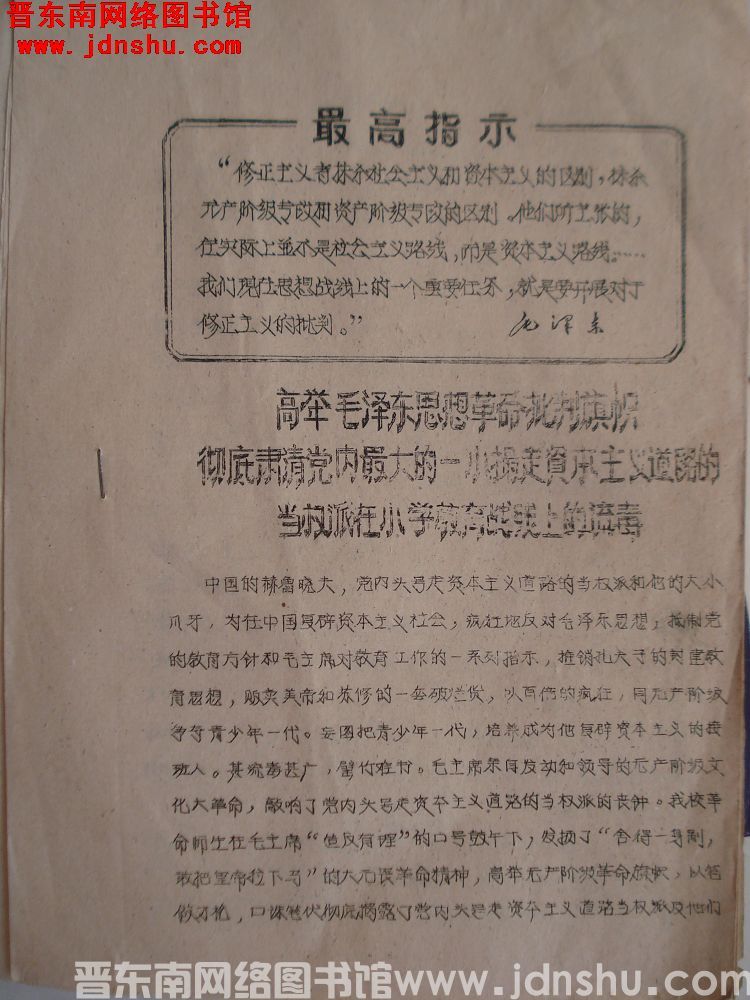 晋东南网络图书馆
www.jdnshu.com
最高指示
“修正主义者抹杀社会主义和资本主义的区别，抹杀
无产阶级专政和资产阶级专政的区别。他们所主张的，
在实际上並不是社会主义路线，而是资本主义路线……
我们现在思想战线上的一个重要任务，就是要开展对于
修正主义的批判。”
毛泽东
高举毛泽东思想革命批判旗帜
彻底肃清党内最大的一小撮走资本主义道路的
当权派在小学教育战线上的流毒
中国的赫鲁晓夫，党内头号走资本主义道路的当权派和他的大小
爪牙，为在中国复辟资本主义社会，疯狂地反对毛泽东思想，抵制党
的教育方针和毛主席对教育工作的一系列指示，推销孔夫子的封建教
育思想，贩卖美帝和苏修的一套破烂货，以百倍的疯狂，同无产阶级
争夺青少年一代。妄图把青少年一代，培养成为他复辟资本主义的接
班人。其流毒甚广，罄竹难书。毛主席亲自发动和领导的无产阶级文
化大革命，敲响了党内头号走资本主义道路的当权派的丧钟。我校革
命师生在毛主席“造反有理”的口号鼓午下，发扬了“舍得一身剐，
敢把皇帝拉下马”的大无畏革命精神，高举无产阶级革命旗帜，以笔
做刀枪，口诛笔伐彻底揭露了党内头号走资本主义道路当权派及他们
晋东南网络图书馆www.jdnshu.com